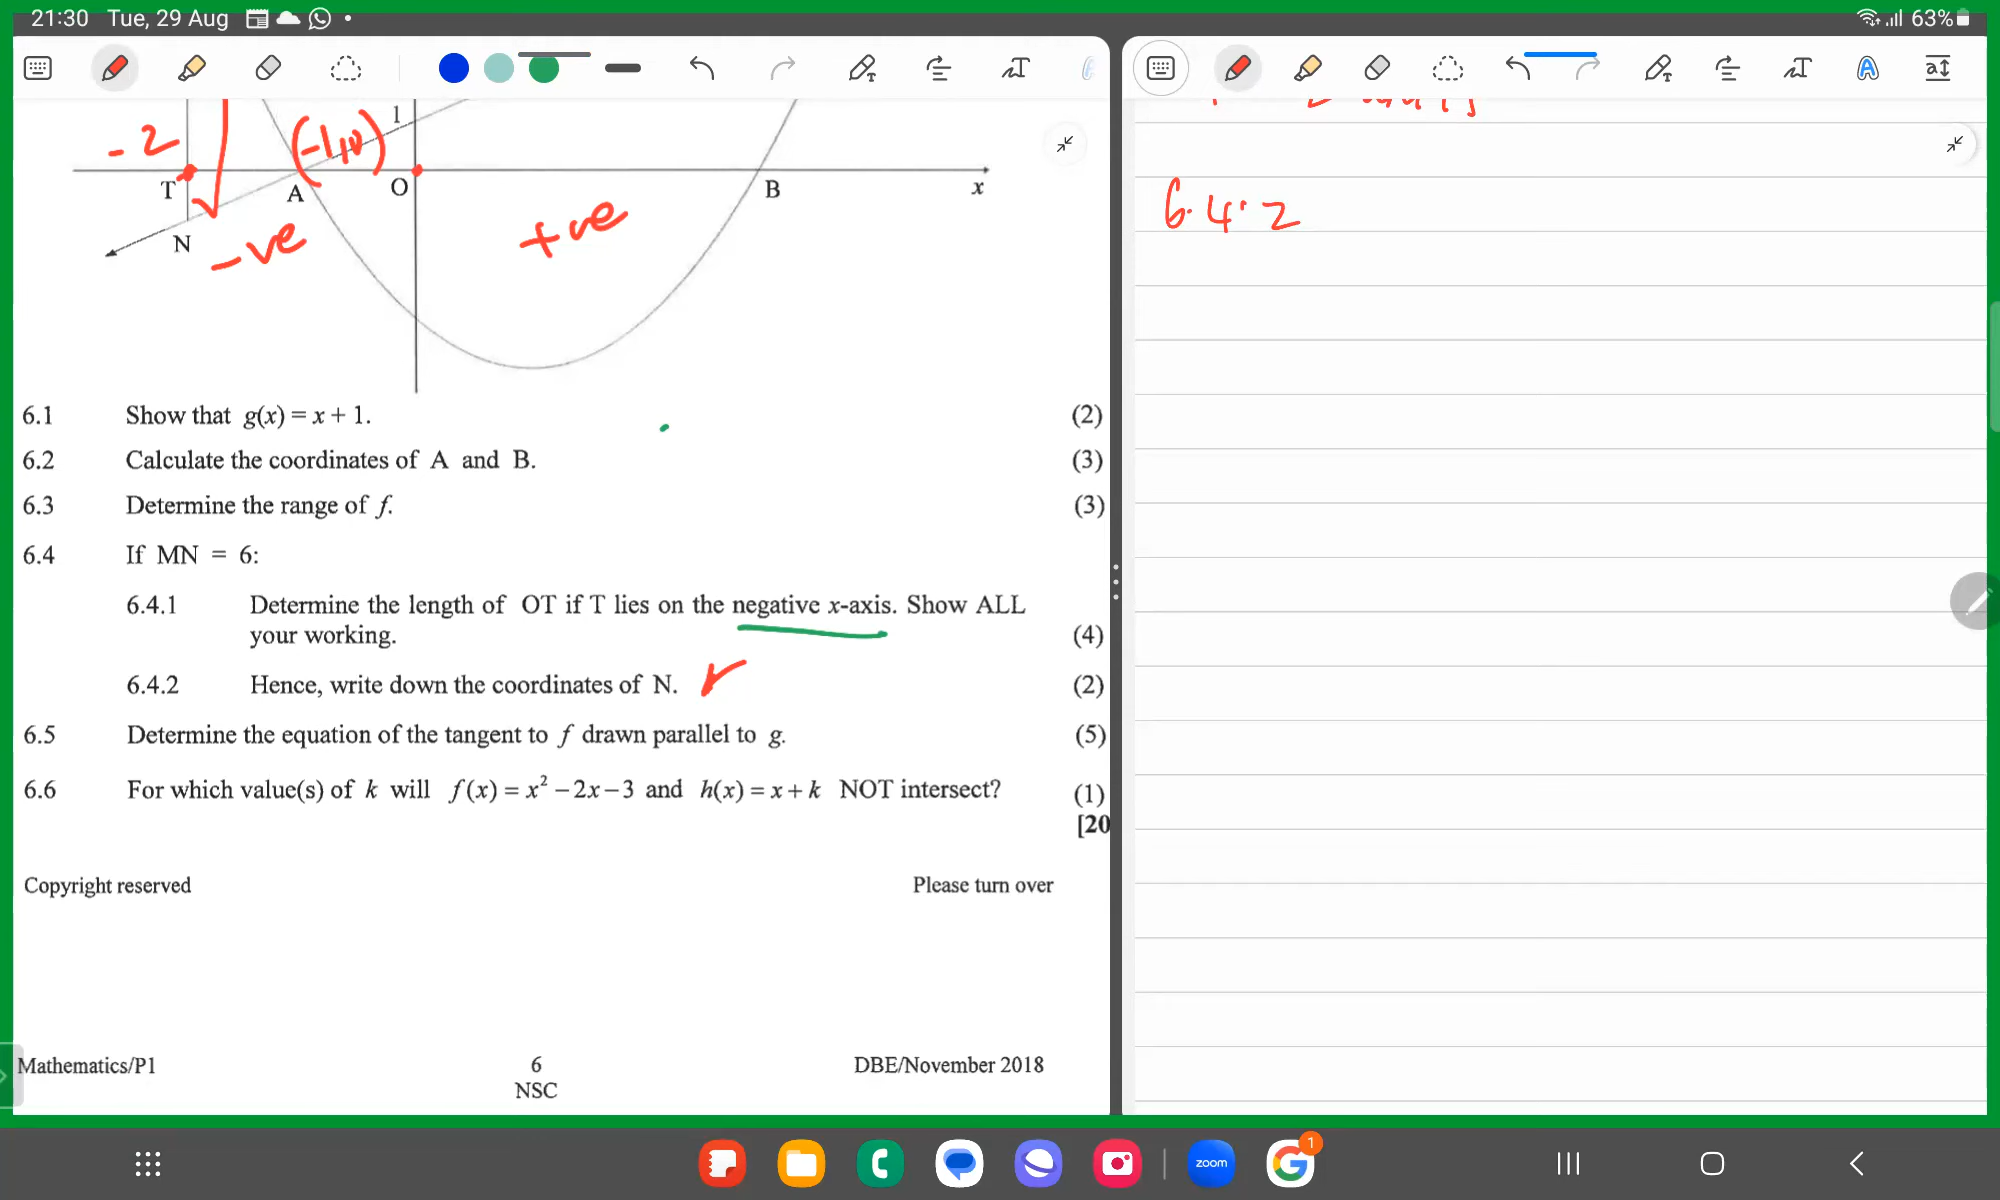 21:30 Tue, 29 Aug
63%
1
-2
(-1,0)
T
A
O
B
x
N
-ve
+ve
6.4.2
6.1 Show that g(x) = x + 1. (2)
6.2 Calculate the coordinates of A and B. (3)
6.3 Determine the range of f. (3)
6.4 If MN = 6:
6.4.1 Determine the length of OT if T lies on the negative x-axis. Show ALL
your working. (4)
6.4.2 Hence, write down the coordinates of N. (2)
6.5 Determine the equation of the tangent to f drawn parallel to g. (5)
6.6 For which value(s) of k will f(x) = x² − 2x − 3 and h(x) = x + k NOT intersect? (1)
[20
Copyright reserved Please turn over
Mathematics/P1 6 DBE/November 2018
NSC
zoom
1